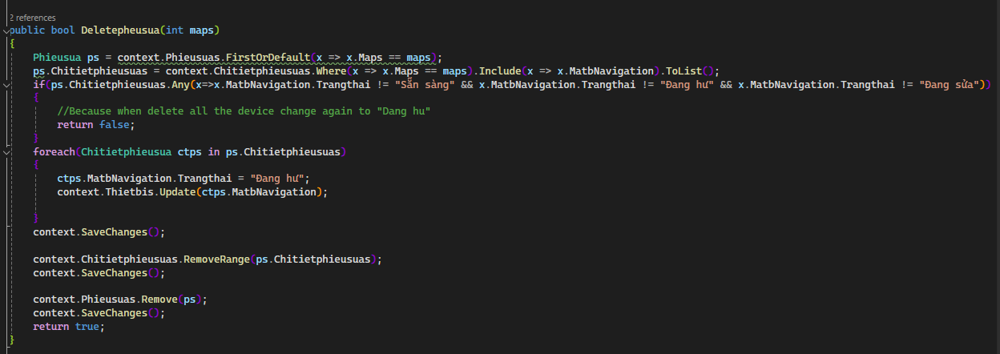 2 references
public bool Deletepheusua(int maps)
{
Phieusua ps = context.Phieusuas.FirstOrDefault(x => x.Maps == maps);
ps.Chitietphieusuas = context.Chitietphieusuas.Where(x => x.Maps == maps).Include(x => x.MatbNavigation).ToList();
if(ps.Chitietphieusuas.Any(x=>x.MatbNavigation.Trangthai != "Sẵn sàng" && x.MatbNavigation.Trangthai != "Đang hư" && x.MatbNavigation.Trangthai != "Đang sửa"))
{
//Because when delete all the device change again to "Dang hu"
return false;
}
foreach(Chitietphieusua ctps in ps.Chitietphieusuas)
{
ctps.MatbNavigation.Trangthai = "Đang hư";
context.Thietbis.Update(ctps.MatbNavigation);
}
context.SaveChanges();
context.Chitietphieusuas.RemoveRange(ps.Chitietphieusuas);
context.SaveChanges();
context.Phieusuas.Remove(ps);
context.SaveChanges();
return true;
}